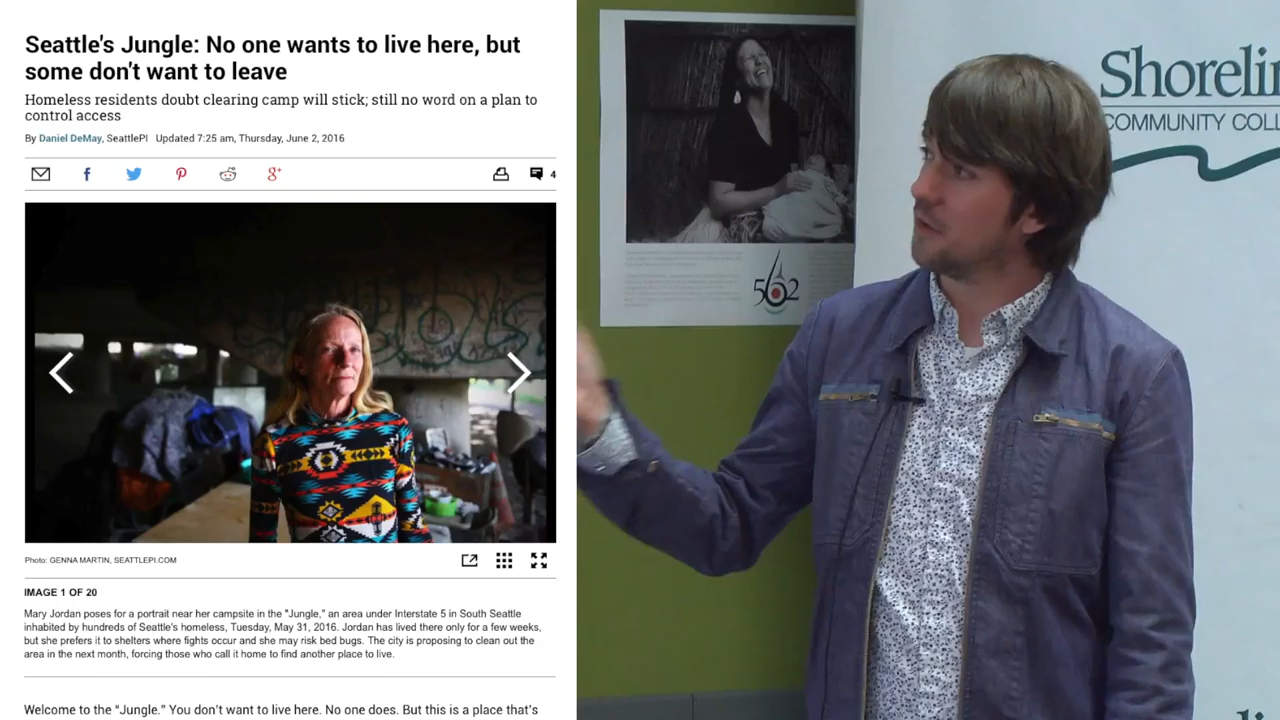 Seattle's Jungle: No one wants to live here, but
some don't want to leave
Homeless residents doubt clearing camp will stick; still no word on a plan to
control access
By Daniel DeMay, SeattlePI Updated 7:25 am, Thursday, June 2, 2016
4
Photo: GENNA MARTIN, SEATTLEPI.COM
IMAGE 1 OF 20
Mary Jordan poses for a portrait near her campsite in the "Jungle," an area under Interstate 5 in South Seattle
inhabited by hundreds of Seattle's homeless, Tuesday, May 31, 2016. Jordan has lived there only for a few weeks,
but she prefers it to shelters where fights occur and she may risk bed bugs. The city is proposing to clean out the
area in the next month, forcing those who call it home to find another place to live.
Welcome to the “Jungle.” You don’t want to live here. No one does. But this is a place that’s
562
Shorelin
COMMUNITY COLL